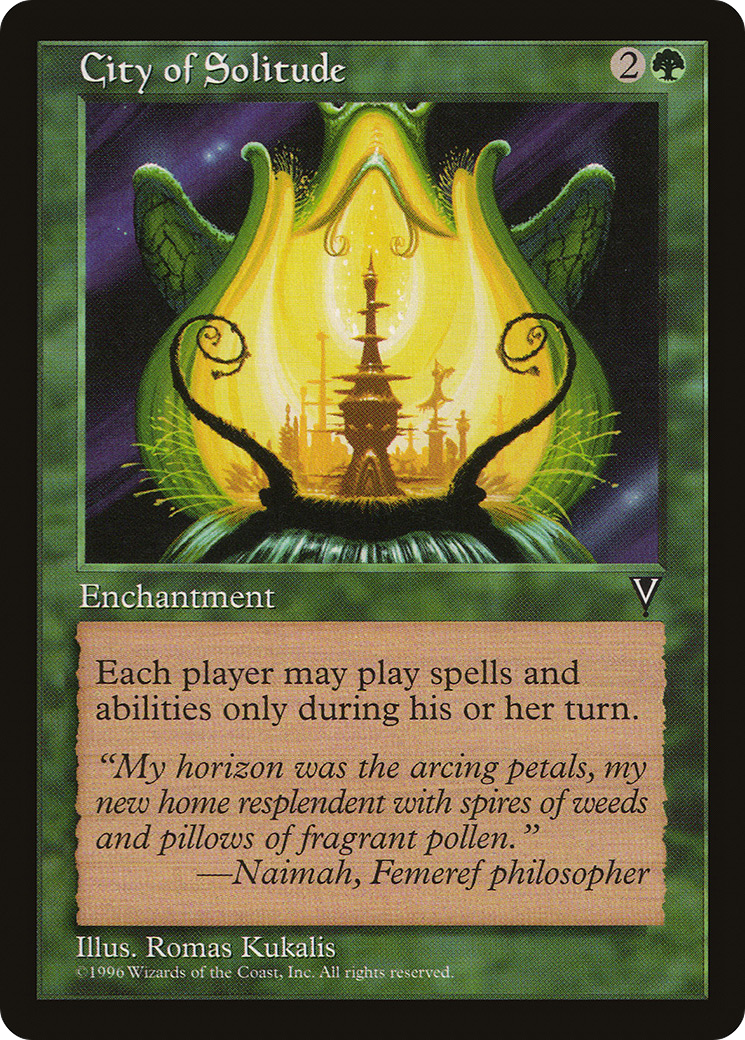 City of Solitude
2
Enchantment
V
Each player may play spells and
abilities only during his or her turn.
“My horizon was the arcing petals, my
new home resplendent with spires of weeds
and pillows of fragrant pollen.”
—Naimah, Femeref philosopher
Illus. Romas Kukalis
©1996 Wizards of the Coast, Inc. All rights reserved.